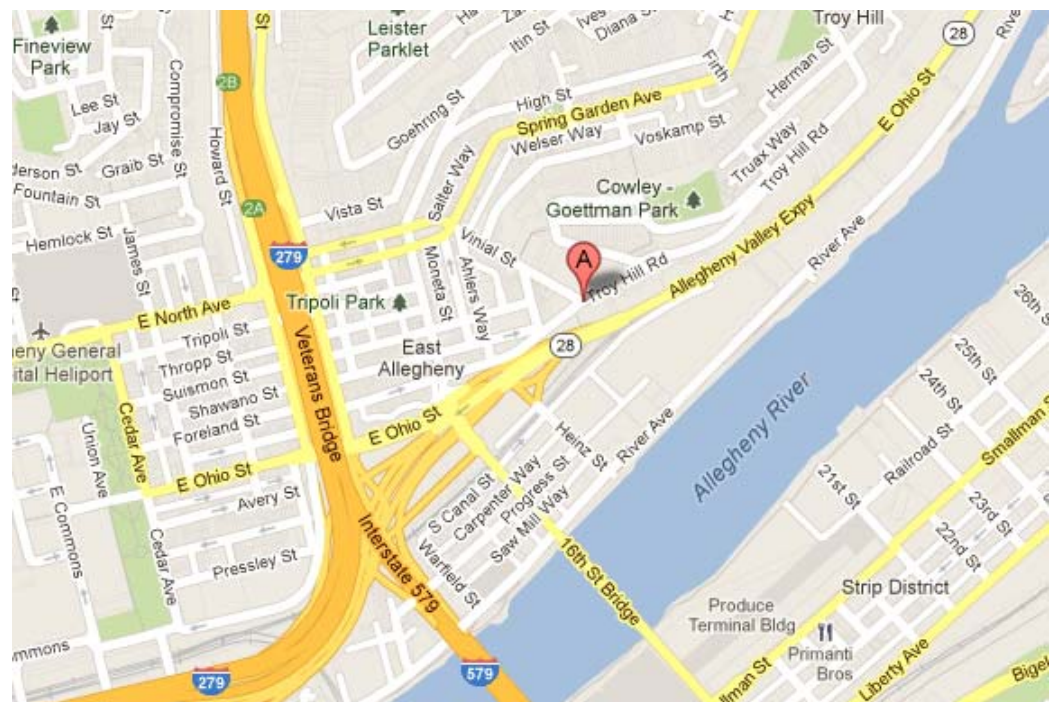 Fineview
Park
Leister
Parklet
Itin St
Ives
Diana St
Troy Hill
28
E Ohio St
2B
Lee St
Jay St
Compromise St
Howard St
Goehring St
High St
Spring Garden Ave
Welser Way
Voskamp St
Firth
Herman St
Truax Way
Troy Hill Rd
derson St
Graib St
Fountain St
2A
Vista St
Salter Way
Cowley -
Goettman Park
Hemlock St
James St
279
Vinial St
A
Troy Hill Rd
Allegheny Valley Expy
River Ave
Moneta St
Ahlers Way
Tripoli Park
E North Ave
eny General
ital Heliport
Tripoli St
Thropp St
Suismon St
Shawano St
Foreland St
Veterans Bridge
East
Allegheny
28
26th St
25th St
24th St
Smallman St
Cedar Ave
Union Ave
E Ohio St
E Ohio St
Heinz St
River Ave
Allegheny River
Railroad St
21st St
23rd St
22nd St
E Commons
Avery St
Cedar Ave
Pressley St
Interstate 579
S Canal St
Carpenter Way
Progress St
Saw Mill Way
Warfield St
16th St Bridge
Strip District
Produce
Terminal Bldg
Primanti
Bros
mmons
279
579
llman St
Liberty Ave
Bigel